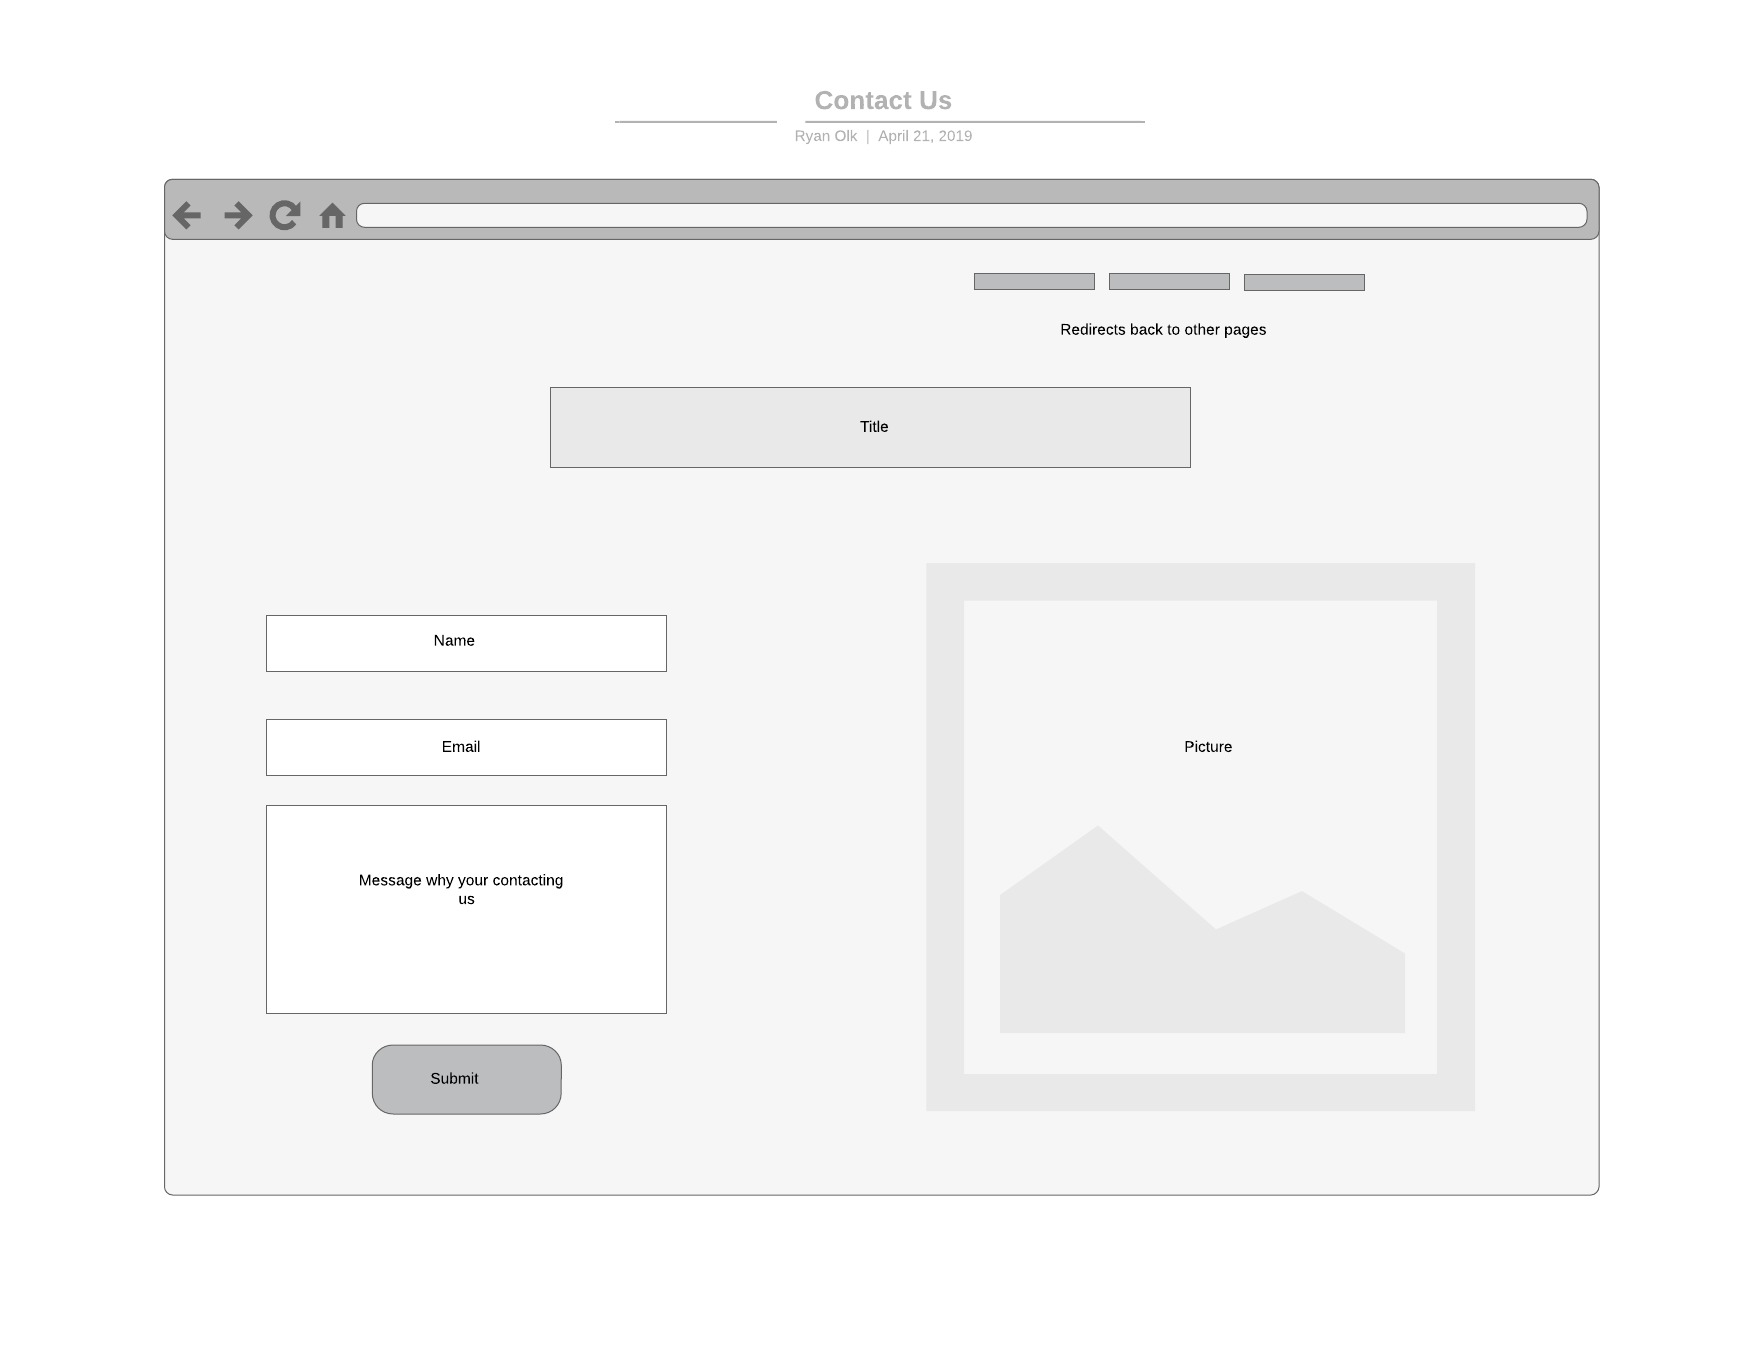 Contact Us
Ryan Olk | April 21, 2019
Redirects back to other pages
Title
Name
Email
Picture
Message why your contacting
us
Submit